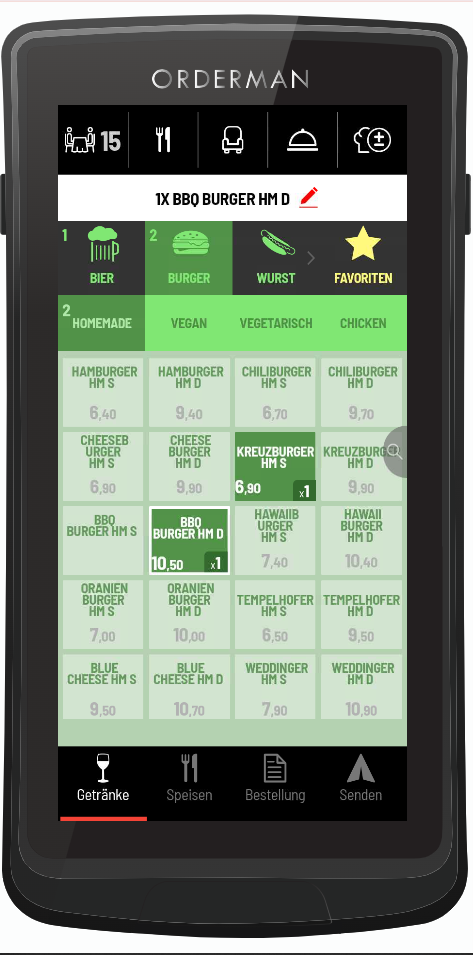 ORDERMAN
15
1X BBQ BURGER HM D
1 2
BIER BURGER WURST FAVORITEN
2 HOMEMADE VEGAN VEGETARISCH CHICKEN
HAMBURGER HAMBURGER CHILIBURGER CHILIBURGER
HM S HM D HM S HM D
6,40 9,40 6,70 9,70
CHEESEB CHEESE KREUZBURGER KREUZBURG
URGER BURGER HM S HM D
HM S HM D
6,90 9,90 6,90 x1 9,90
BBQ BBQ HAWAIIB HAWAII
BURGER HM S BURGER HM D URGER BURGER
HM S HM D
10,50 x1 7,40 10,40
ORANIEN ORANIEN TEMPELHOFER TEMPELHOFER
BURGER BURGER HM S HM D
HM S HM D
7,00 10,00 6,50 9,50
BLUE BLUE WEDDINGER WEDDINGER
CHEESE HM S CHEESE HM D HM S HM D
9,50 10,70 7,90 10,90
Getränke Speisen Bestellung Senden